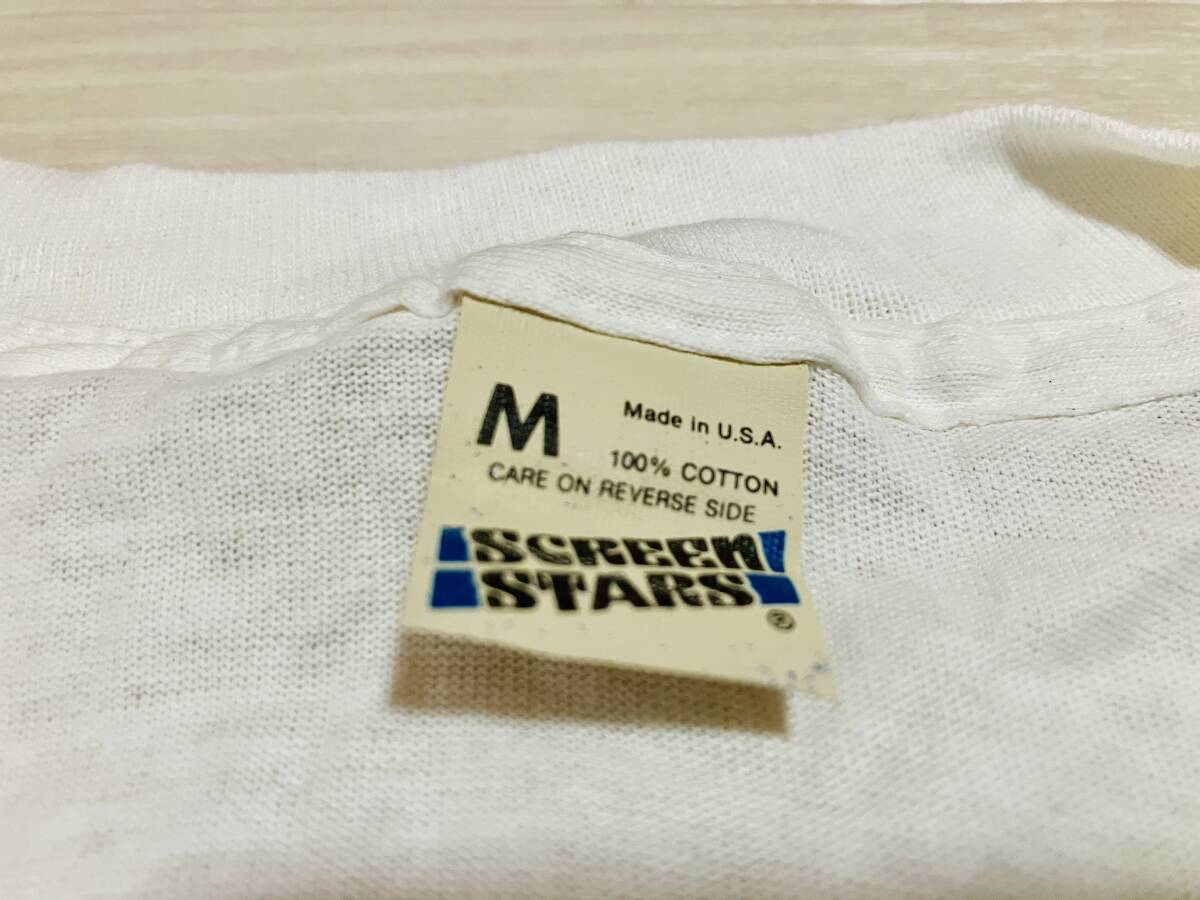 M
Made in U.S.A.
100% COTTON
CARE ON REVERSE SIDE
SCREEN
STARS
®